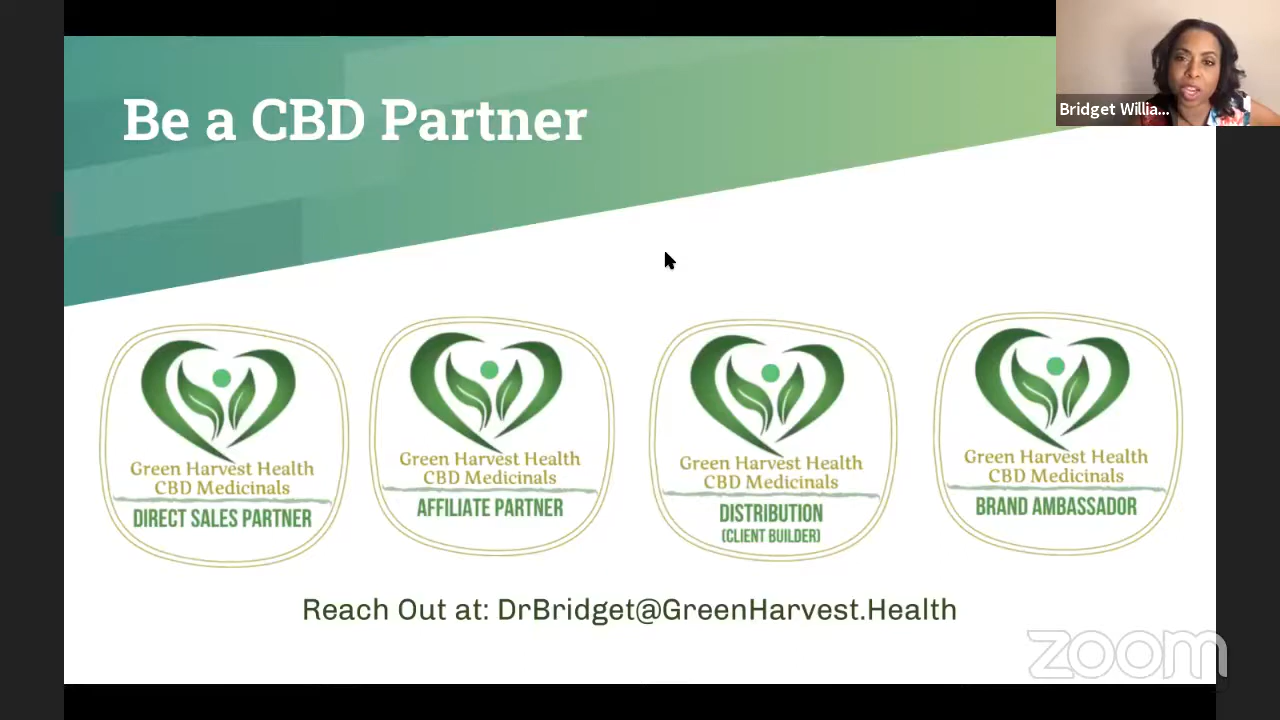 Be a CBD Partner
Bridget Willia...
Green Harvest Health
CBD Medicinals
DIRECT SALES PARTNER
Green Harvest Health
CBD Medicinals
AFFILIATE PARTNER
Green Harvest Health
CBD Medicinals
DISTRIBUTION
(CLIENT BUILDER)
Green Harvest Health
CBD Medicinals
BRAND AMBASSADOR
Reach Out at: DrBridget@GreenHarvest.Health
zoom